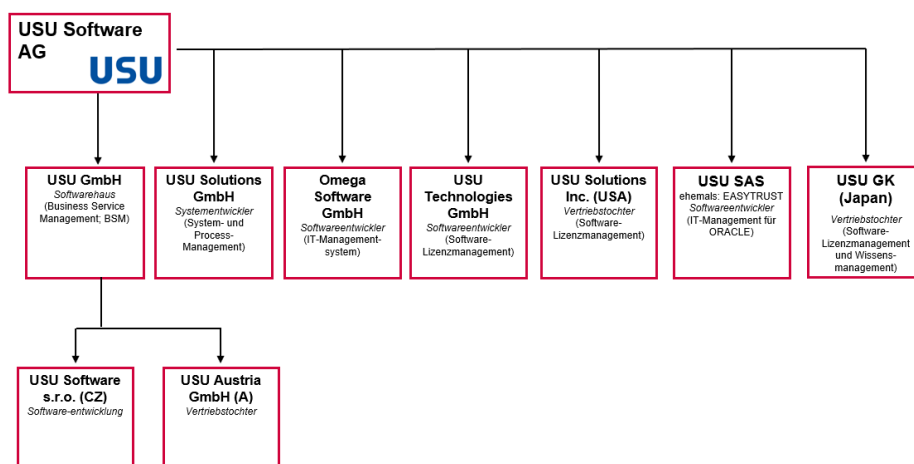 USU Software
AG
USU
USU GmbH
Softwarehaus
(Business Service
Management; BSM)
USU Solutions
GmbH
Systementwickler
(System- und
Process-
Management)
Omega
Software
GmbH
Softwareentwickler
(IT-Management-
system)
USU
Technologies
GmbH
Softwareentwickler
(Software-
Lizenzmanagement)
USU Solutions
Inc. (USA)
Vertriebstochter
(Software-
Lizenzmanagement)
USU SAS
ehemals: EASYTRUST
Softwareentwickler
(IT-Management für
ORACLE)
USU GK
(Japan)
Vertriebstochter
(Software-
Lizenzmanagement
und Wissens-
management)
USU Software
s.r.o. (CZ)
Software-entwicklung
USU Austria
GmbH (A)
Vertriebstochter